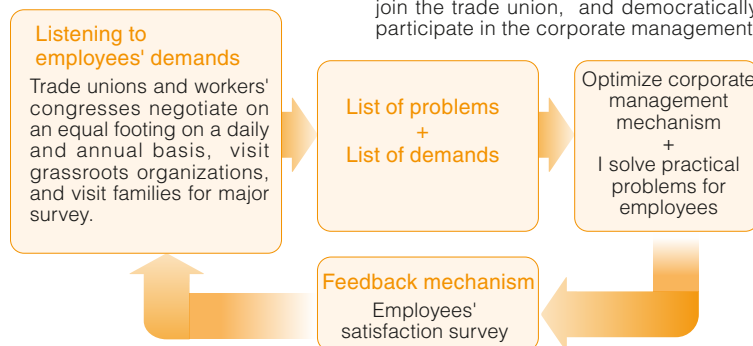 join the trade union, and democratically
participate in the corporate management
Listening to
employees' demands
Trade unions and workers'
congresses negotiate on
an equal footing on a daily
and annual basis, visit
grassroots organizations,
and visit families for major
survey.
List of problems
+
List of demands
Optimize corporate
management
mechanism
+
I solve practical
problems for
employees
Feedback mechanism
Employees'
satisfaction survey